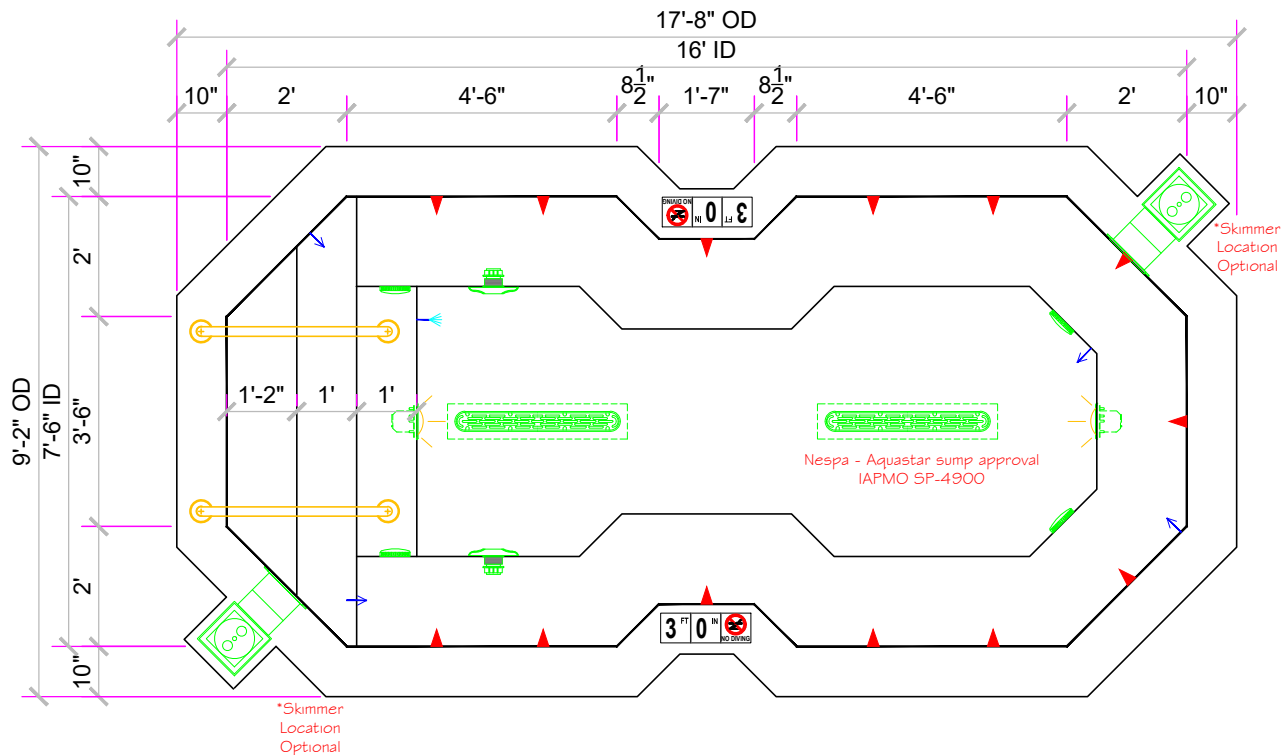 17'-8" OD
16' ID
10" 2' 4'-6" 8 1/2" 1'-7" 8 1/2" 4'-6" 2' 10"
10"
2'
3'-6"
2'
10"
9'-2" OD
7'-6" ID
3 FT 0 IN NO DIVING
*Skimmer
Location
Optional
1'-2" 1' 1'
Nespa - Aquastar sump approval
IAPMO SP-4900
3 FT 0 IN NO DIVING
*Skimmer
Location
Optional